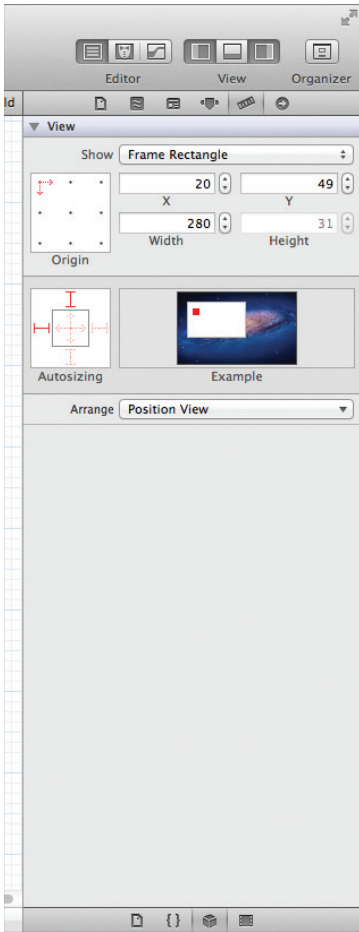 Editor View Organizer
ld
View
Show Frame Rectangle
20 49
X Y
280 31
Width Height
Origin
Autosizing Example
Arrange Position View
{ }